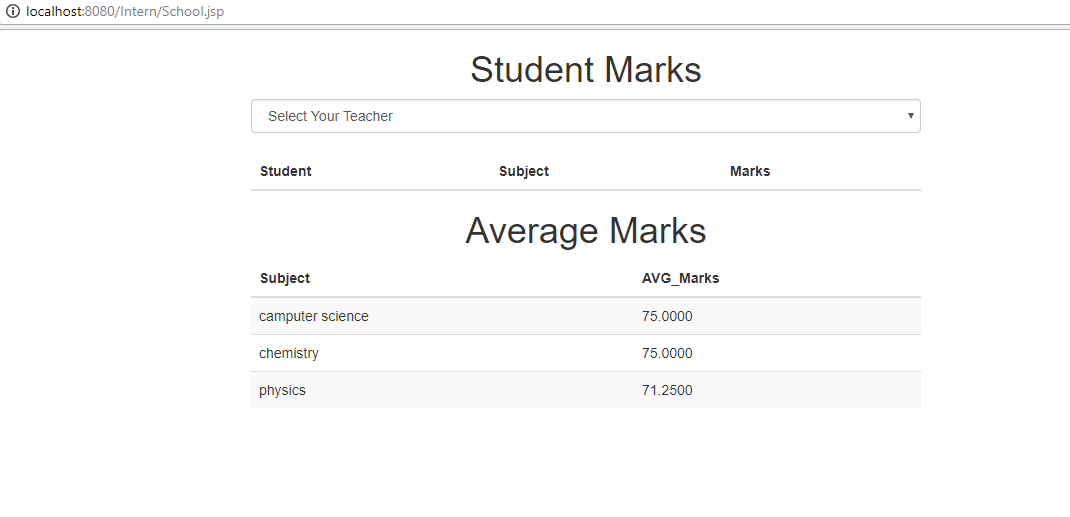 localhost:8080/Intern/School.jsp
Student Marks
Select Your Teacher
Student Subject Marks
Average Marks
Subject AVG_Marks
camputer science 75.0000
chemistry 75.0000
physics 71.2500